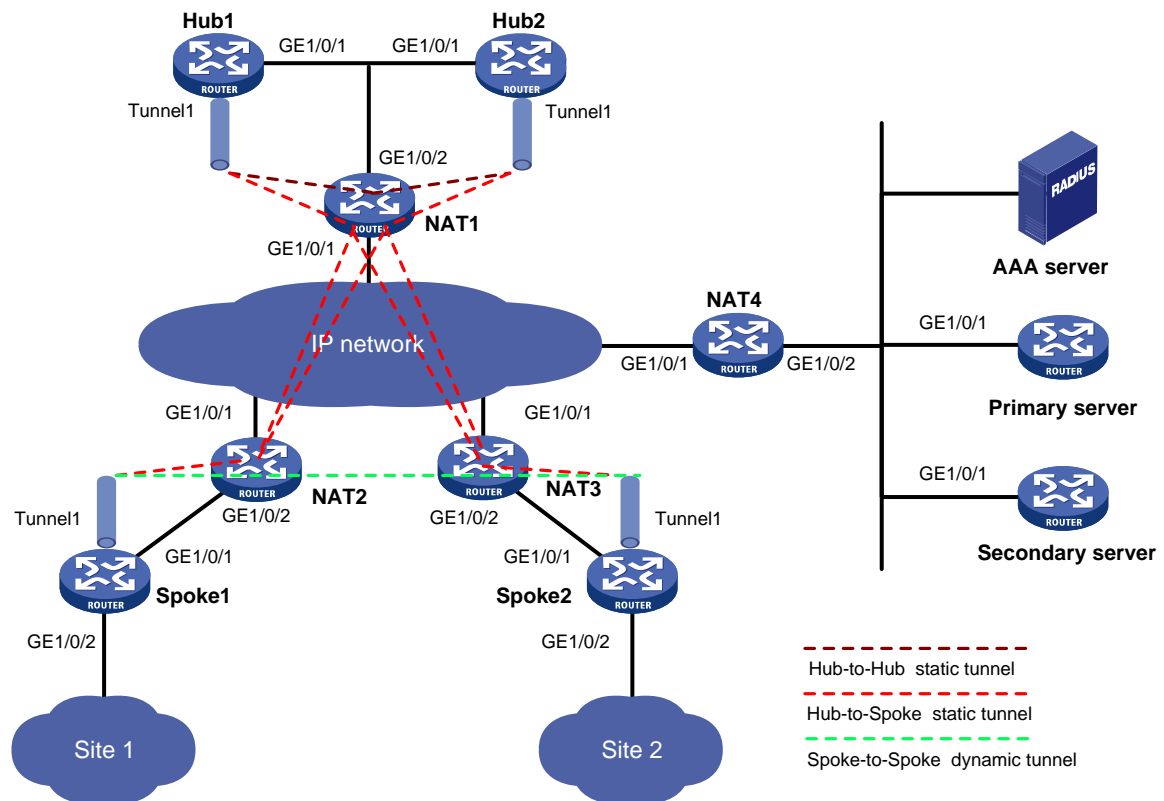 Hub1
Hub2
GE1/0/1
GE1/0/1
ROUTER
ROUTER
Tunnel1
Tunnel1
GE1/0/2
ROUTER
NAT1
GE1/0/1
RADIUS
AAA server
IP network
NAT4
GE1/0/1
ROUTER
GE1/0/2
GE1/0/1
ROUTER
Primary server
GE1/0/1
GE1/0/1
ROUTER
NAT2
ROUTER
NAT3
GE1/0/1
ROUTER
Secondary server
Tunnel1
GE1/0/2
GE1/0/2
Tunnel1
GE1/0/1
GE1/0/1
ROUTER
Spoke1
Spoke2
ROUTER
GE1/0/2
GE1/0/2
Site 1
Site 2
Hub-to-Hub static tunnel
Hub-to-Spoke static tunnel
Spoke-to-Spoke dynamic tunnel